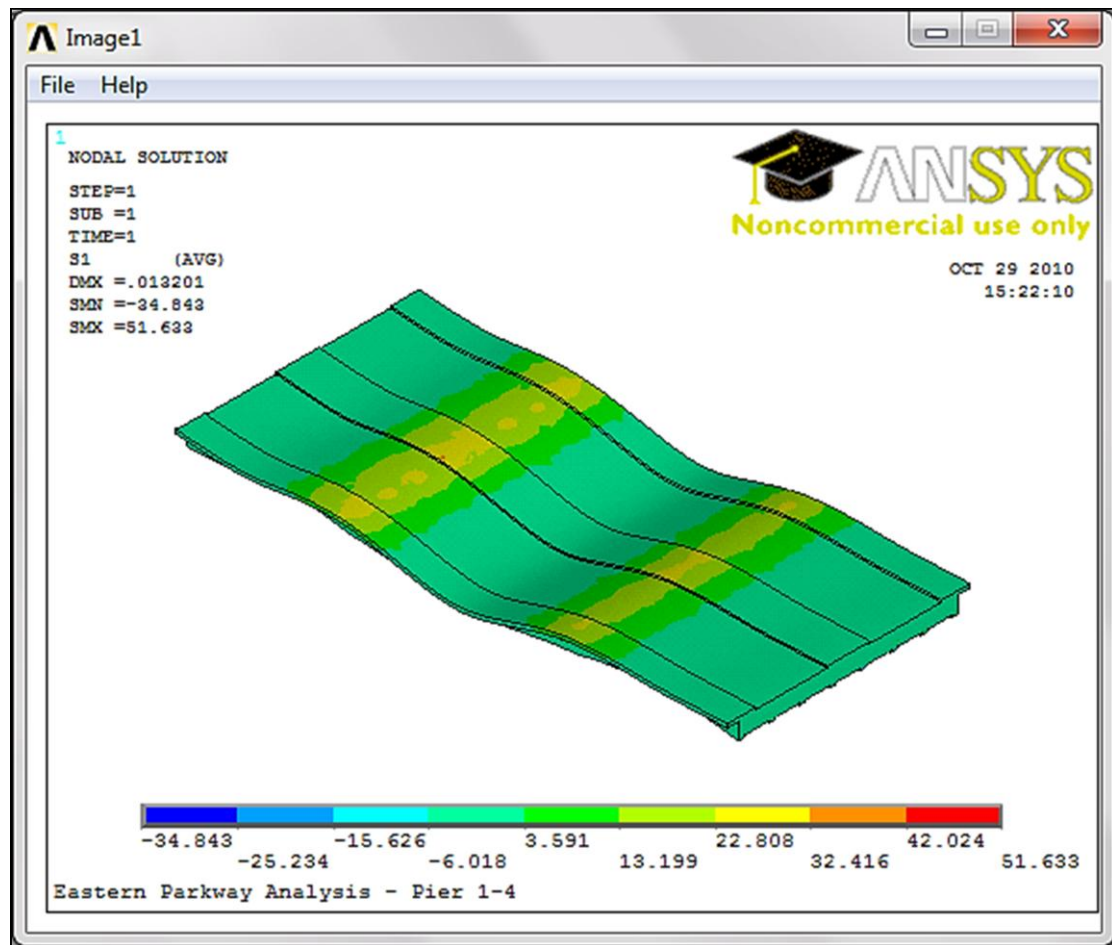 Image1
File Help
1
NODAL SOLUTION
STEP=1
SUB =1
TIME=1
S1 (AVG)
DMX =.013201
SMN =-34.843
SMX =51.633
ANSYS
Noncommercial use only
OCT 29 2010
15:22:10
-34.843 -15.626 3.591 22.808 42.024
-25.234 -6.018 13.199 32.416 51.633
Eastern Parkway Analysis - Pier 1-4